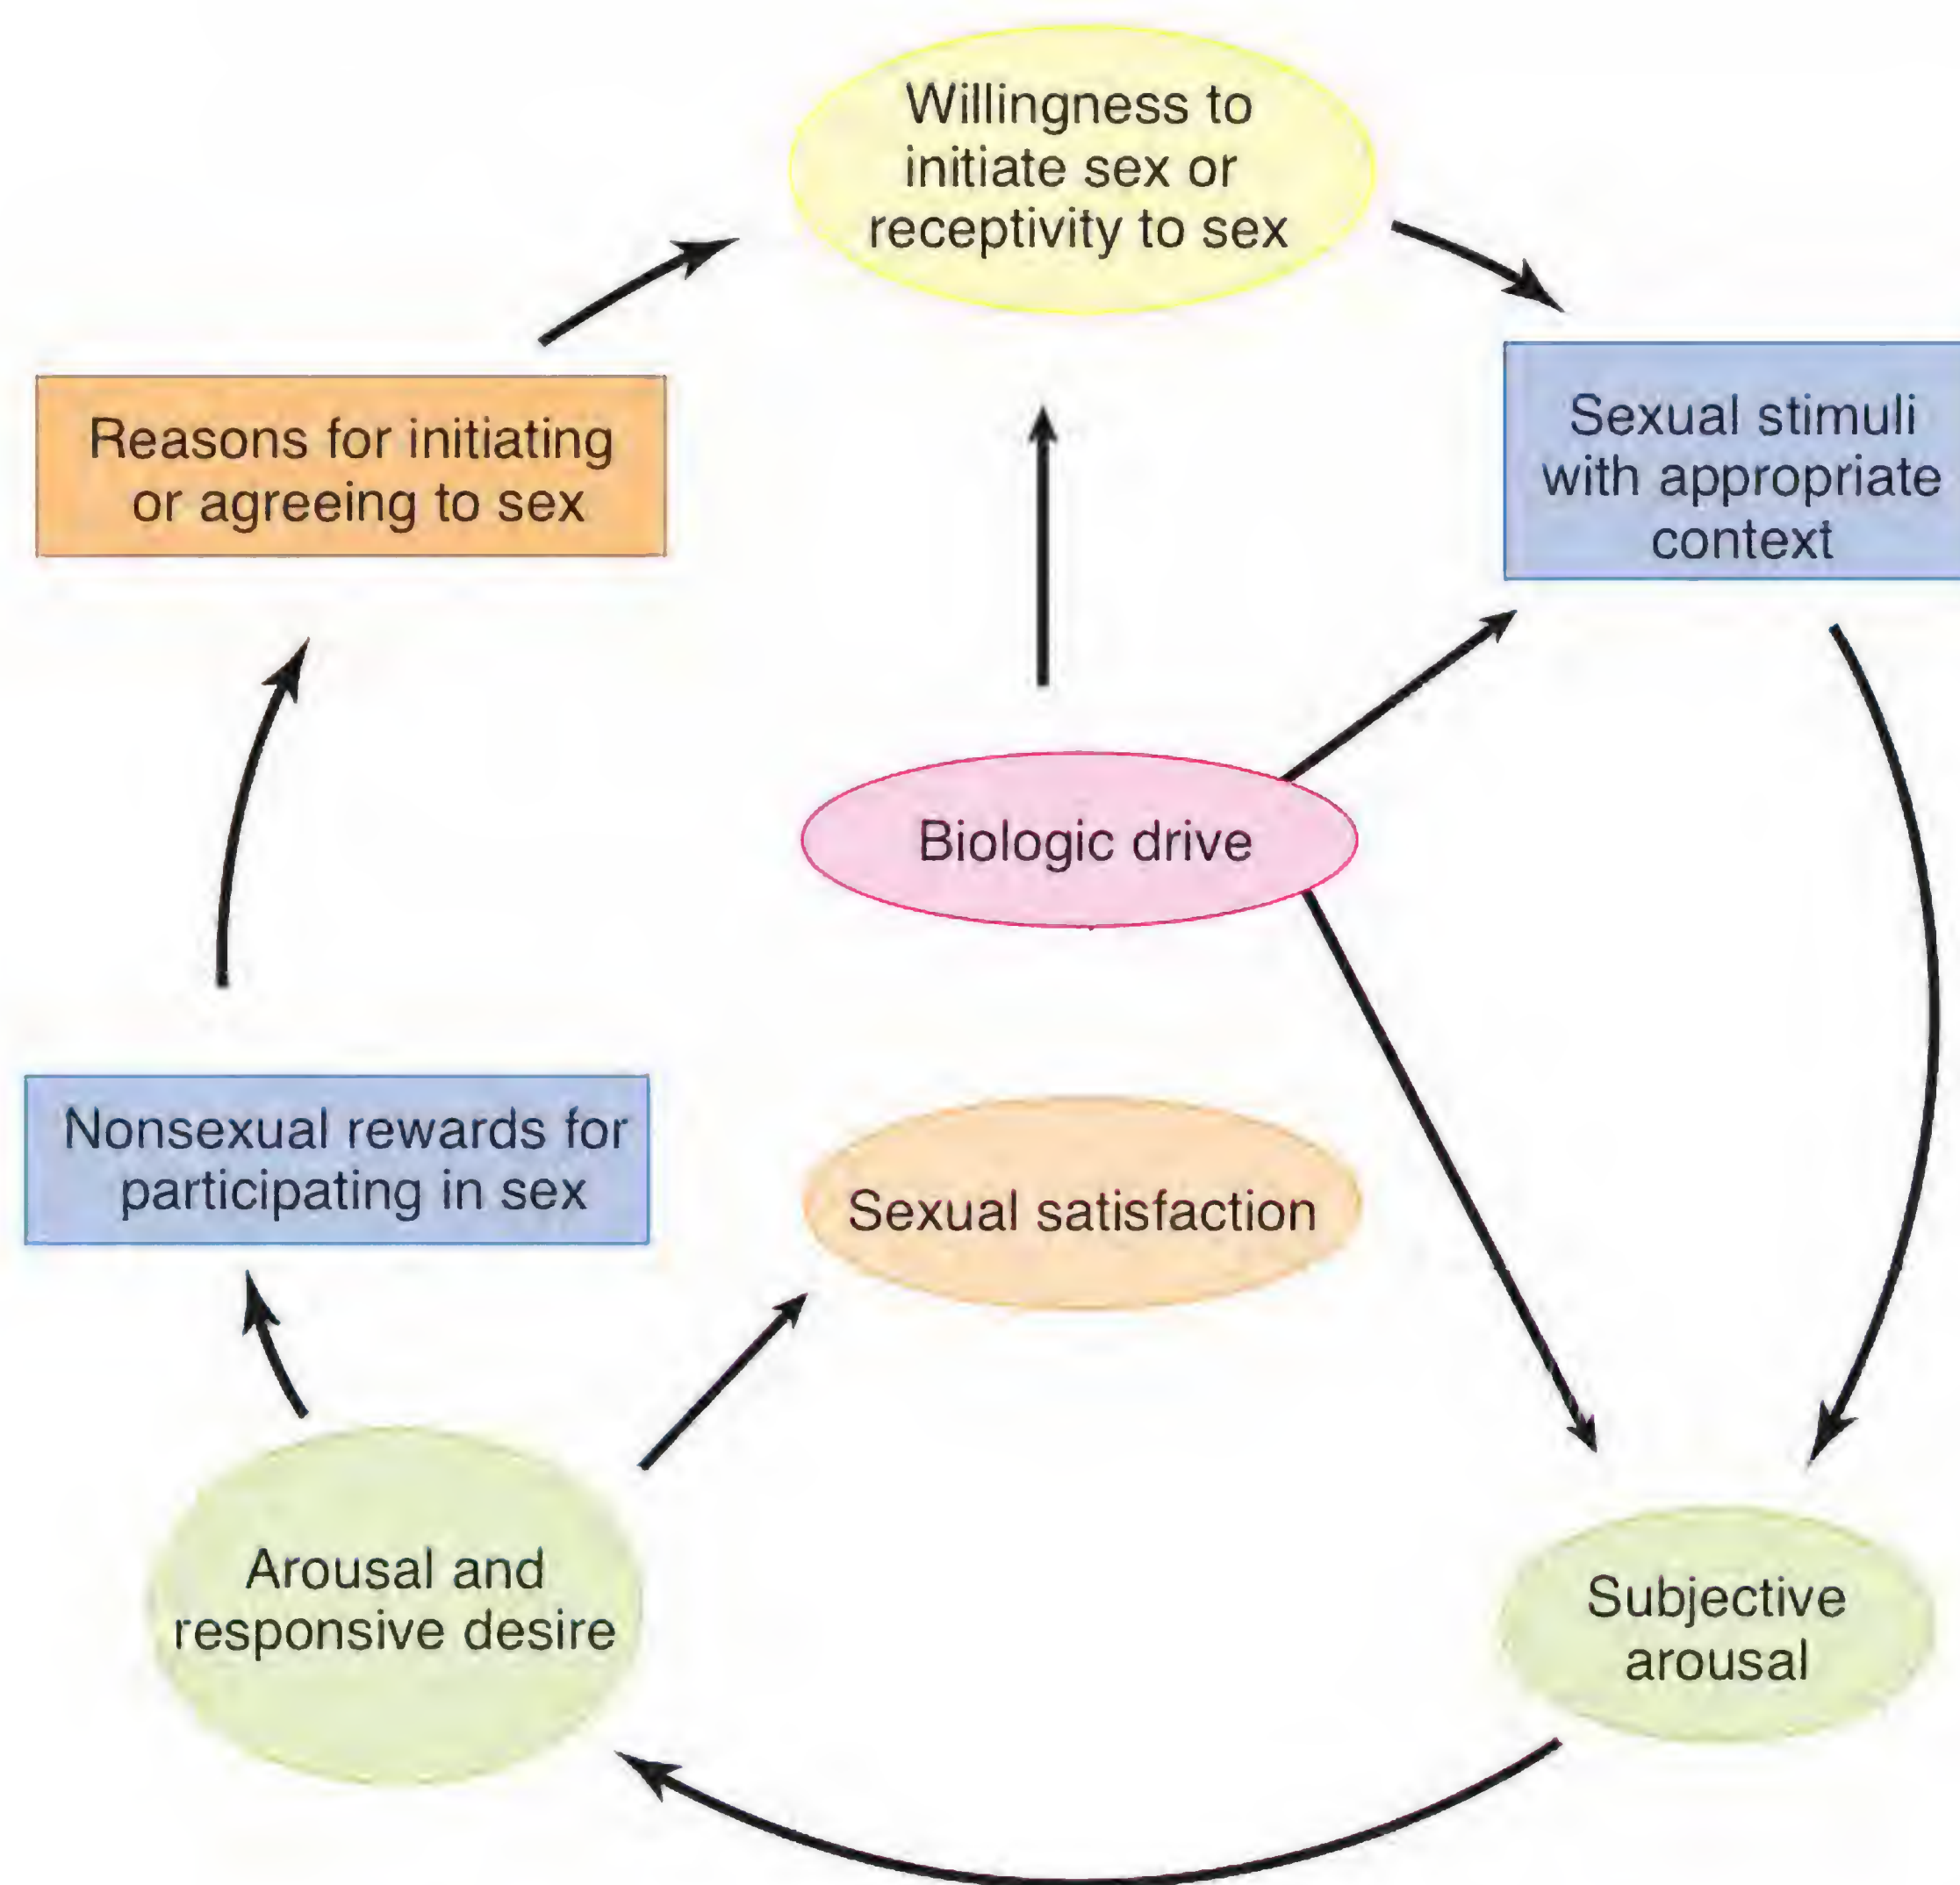 Willingness to
initiate sex or
receptivity to sex
Reasons for initiating
or agreeing to sex
Sexual stimuli
with appropriate
context
Biologic drive
Nonsexual rewards for
participating in sex
Sexual satisfaction
Arousal and
responsive desire
Subjective
arousal